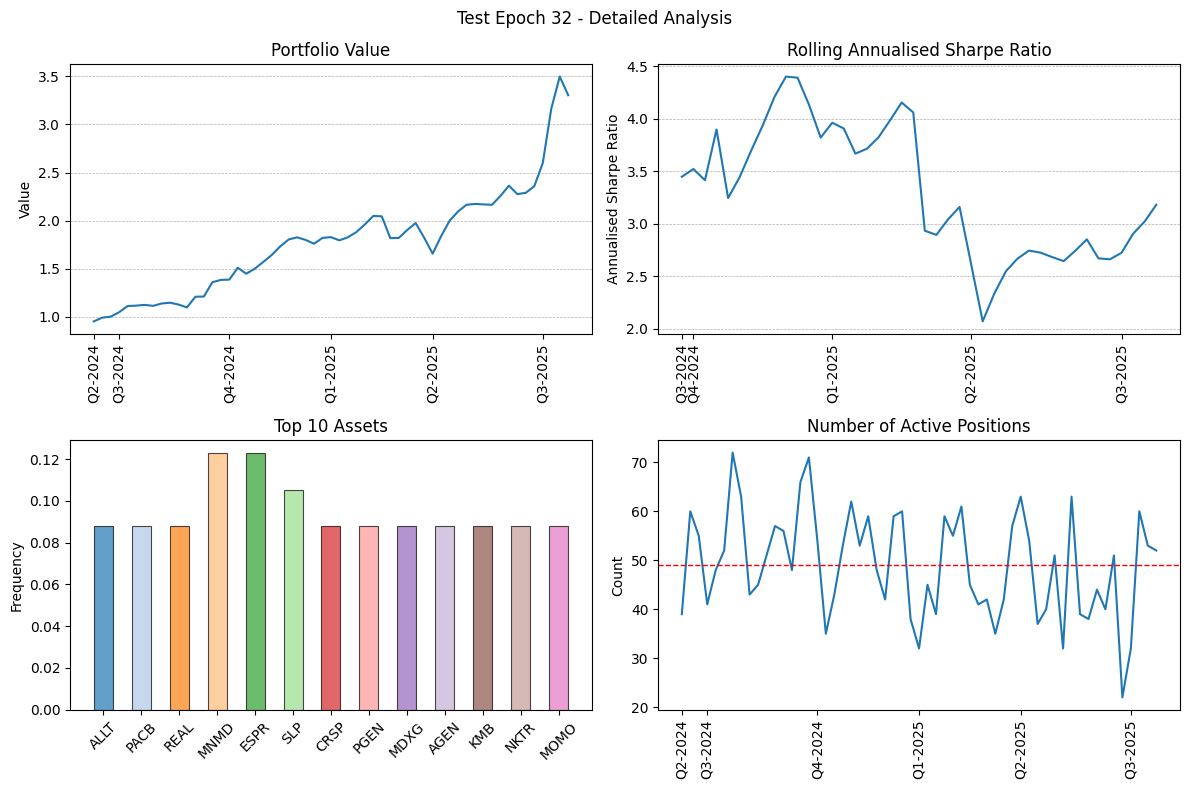 Test Epoch 32 - Detailed Analysis
Portfolio Value
Value
3.5
3.0
2.5
2.0
1.5
1.0
Q2-2024
Q3-2024
Q4-2024
Q1-2025
Q2-2025
Q3-2025
Rolling Annualised Sharpe Ratio
Annualised Sharpe Ratio
4.5
4.0
3.5
3.0
2.5
2.0
Q3-2024
Q4-2024
Q1-2025
Q2-2025
Q3-2025
Top 10 Assets
Frequency
0.12
0.10
0.08
0.06
0.04
0.02
0.00
ALLT
PACB
REAL
MNMD
ESPR
SLP
CRSP
PGEN
MDXG
AGEN
KMB
NKTR
MOMO
Number of Active Positions
Count
70
60
50
40
30
20
Q2-2024
Q3-2024
Q4-2024
Q1-2025
Q2-2025
Q3-2025